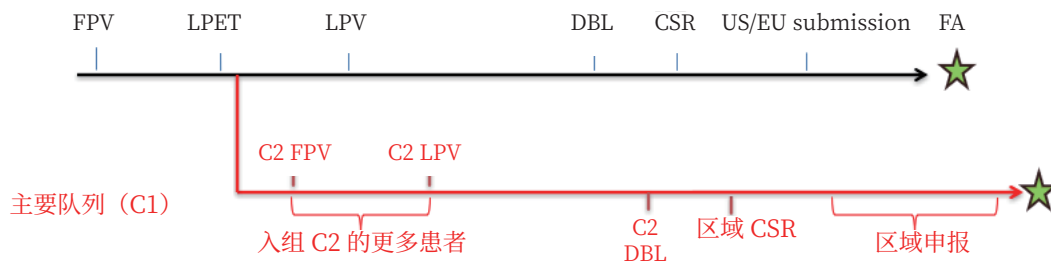 FPV LPET LPV DBL CSR US/EU submission FA
C2 FPV C2 LPV
主要队列（C1）
入组 C2 的更多患者
C2
DBL
区域 CSR
区域申报